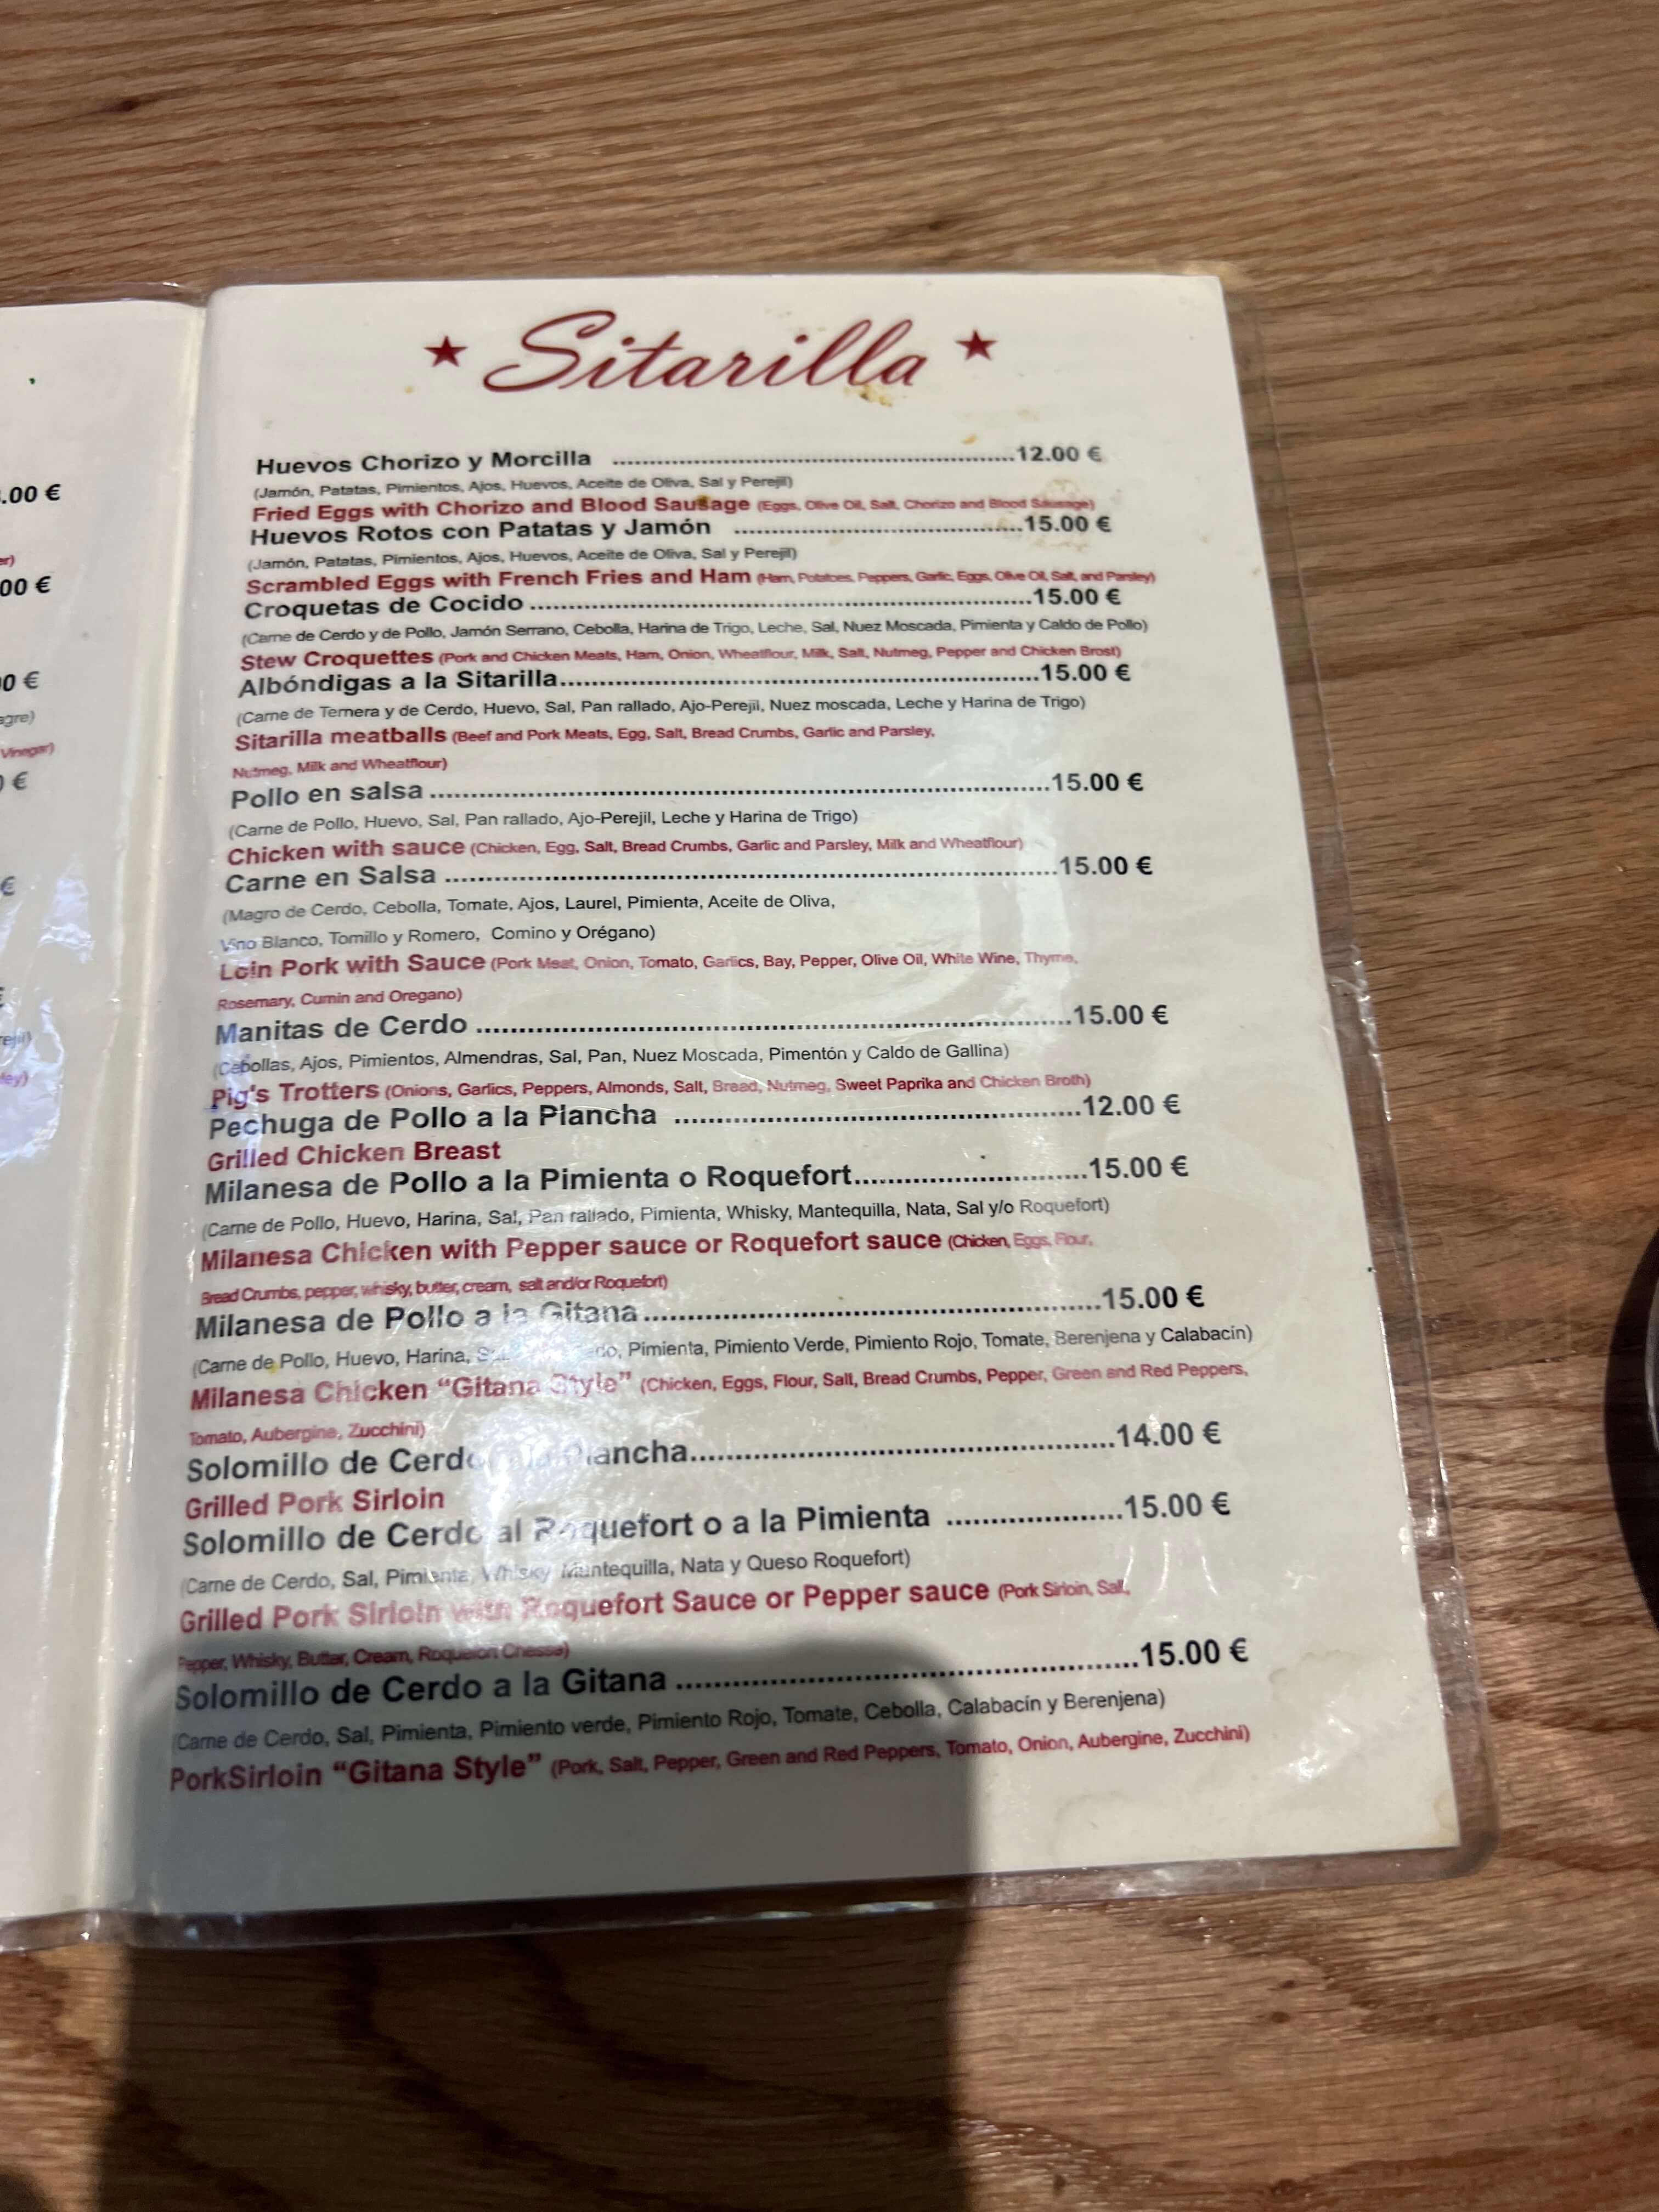 Sitarilla
Huevos Chorizo y Morcilla ..........12.00 €
(Jamón, Patatas, Pimientos, Ajos, Huevos, Aceite de Oliva, Sal y Perejil)
Fried Eggs with Chorizo and Blood Sausage (Eggs, Olive Oil, Salt, Chorizo and Blood Sausage)
Huevos Rotos con Patatas y Jamón ..........15.00 €
(Jamón, Patatas, Pimientos, Ajos, Huevos, Aceite de Oliva, Sal y Perejil)
Scrambled Eggs with French Fries and Ham (Ham, Potatoes, Peppers, Garlic, Eggs, Olive Oil, Salt, and Parsley)
Croquetas de Cocido ..........15.00 €
(Carne de Cerdo y de Pollo, Jamón Serrano, Cebolla, Harina de Trigo, Leche, Sal, Nuez Moscada, Pimienta y Caldo de Pollo)
Stew Croquettes (Pork and Chicken Meats, Ham, Onion, Wheatflour, Milk, Salt, Nutmeg, Pepper and Chicken Brost)
Albóndigas a la Sitarilla..........15.00 €
(Carne de Ternera y de Cerdo, Huevo, Sal, Pan rallado, Ajo-Perejil, Nuez moscada, Leche y Harina de Trigo)
Sitarilla meatballs (Beef and Pork Meats, Egg, Salt, Bread Crumbs, Garlic and Parsley,
Nutmeg, Milk and Wheatflour)
Pollo en salsa ..........15.00 €
(Carne de Pollo, Huevo, Sal, Pan rallado, Ajo-Perejil, Leche y Harina de Trigo)
Chicken with sauce (Chicken, Egg, Salt, Bread Crumbs, Garlic and Parsley, Milk and Wheatflour)
Carne en Salsa ..........15.00 €
(Magro de Cerdo, Cebolla, Tomate, Ajos, Laurel, Pimienta, Aceite de Oliva,
Vino Blanco, Tomillo y Romero, Comino y Orégano)
Loin Pork with Sauce (Pork Meat, Onion, Tomato, Garlics, Bay, Pepper, Olive Oil, White Wine, Thyme,
Rosemary, Cumin and Oregano)
Manitas de Cerdo ..........15.00 €
(Cebollas, Ajos, Pimientos, Almendras, Sal, Pan, Nuez Moscada, Pimentón y Caldo de Gallina)
Pig's Trotters (Onions, Garlics, Peppers, Almonds, Salt, Bread, Nutmeg, Sweet Paprika and Chicken Broth)
Pechuga de Pollo a la Plancha ..........12.00 €
Grilled Chicken Breast
Milanesa de Pollo a la Pimienta o Roquefort..........15.00 €
(Carne de Pollo, Huevo, Harina, Sal, Pan rallado, Pimienta, Whisky, Mantequilla, Nata, Sal y/o Roquefort)
Milanesa Chicken with Pepper sauce or Roquefort sauce (Chicken, Eggs, Flour,
Bread Crumbs, pepper, whisky, butter, cream, salt and/or Roquefort)
Milanesa de Pollo a la Gitana..........15.00 €
(Carne de Pollo, Huevo, Harina, Pimienta, Pimiento Verde, Pimiento Rojo, Tomate, Berenjena y Calabacín)
Milanesa Chicken “Gitana Style” (Chicken, Eggs, Flour, Salt, Bread Crumbs, Pepper, Green and Red Peppers,
Tomato, Aubergine, Zucchini)
Solomillo de Cerdo a la Plancha..........14.00 €
Grilled Pork Sirloin
Solomillo de Cerdo al Roquefort o a la Pimienta ..........15.00 €
(Carne de Cerdo, Sal, Pimienta, Whisky Mantequilla, Nata y Queso Roquefort)
Grilled Pork Sirloin with Roquefort Sauce or Pepper sauce (Pork Sirloin, Salt,
Pepper, Whisky, Butter, Cream, Roquefort Chesse)
Solomillo de Cerdo a la Gitana ..........15.00 €
(Carne de Cerdo, Sal, Pimienta, Pimiento verde, Pimiento Rojo, Tomate, Cebolla, Calabacín y Berenjena)
PorkSirloin “Gitana Style” (Pork, Salt, Pepper, Green and Red Peppers, Tomato, Onion, Aubergine, Zucchini)